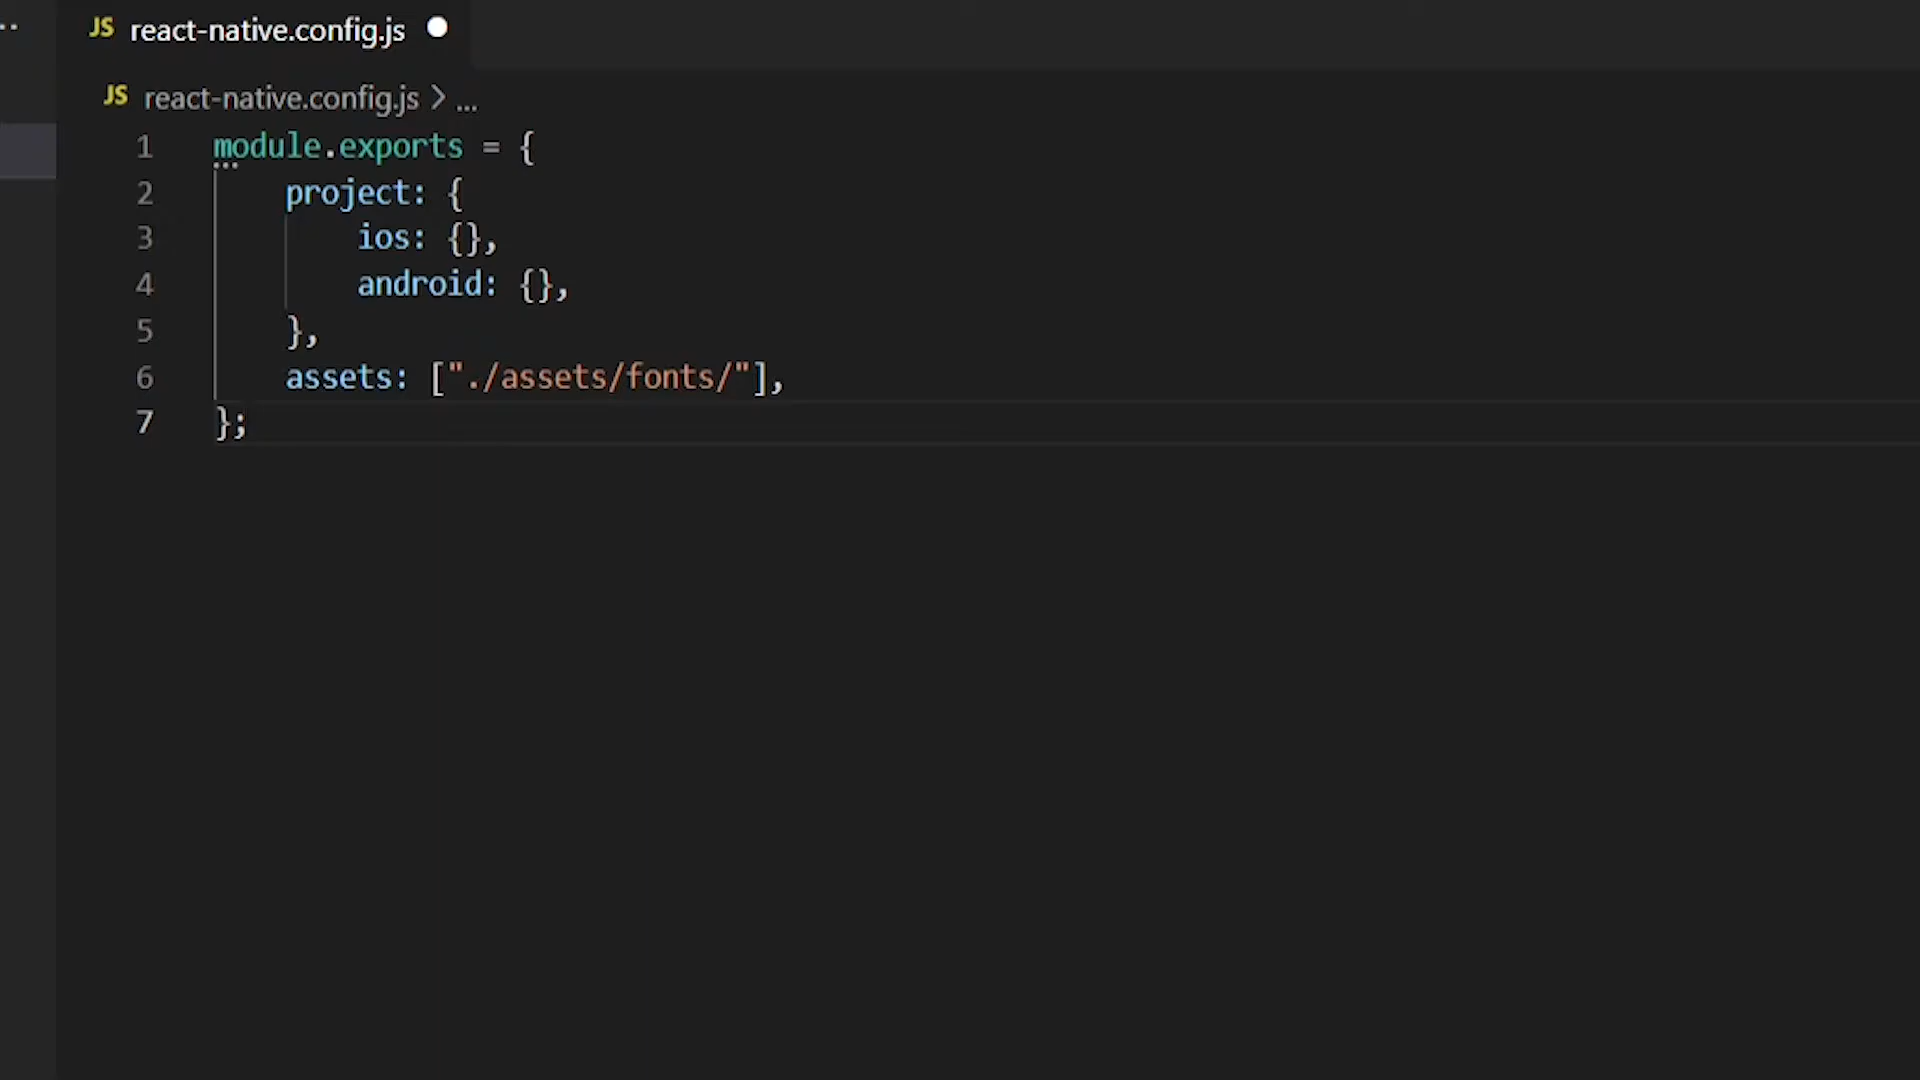 JS react-native.config.js
JS react-native.config.js > ...
1 module.exports = {
2 project: {
3 ios: {},
4 android: {},
5 },
6 assets: ["./assets/fonts/"],
7 };